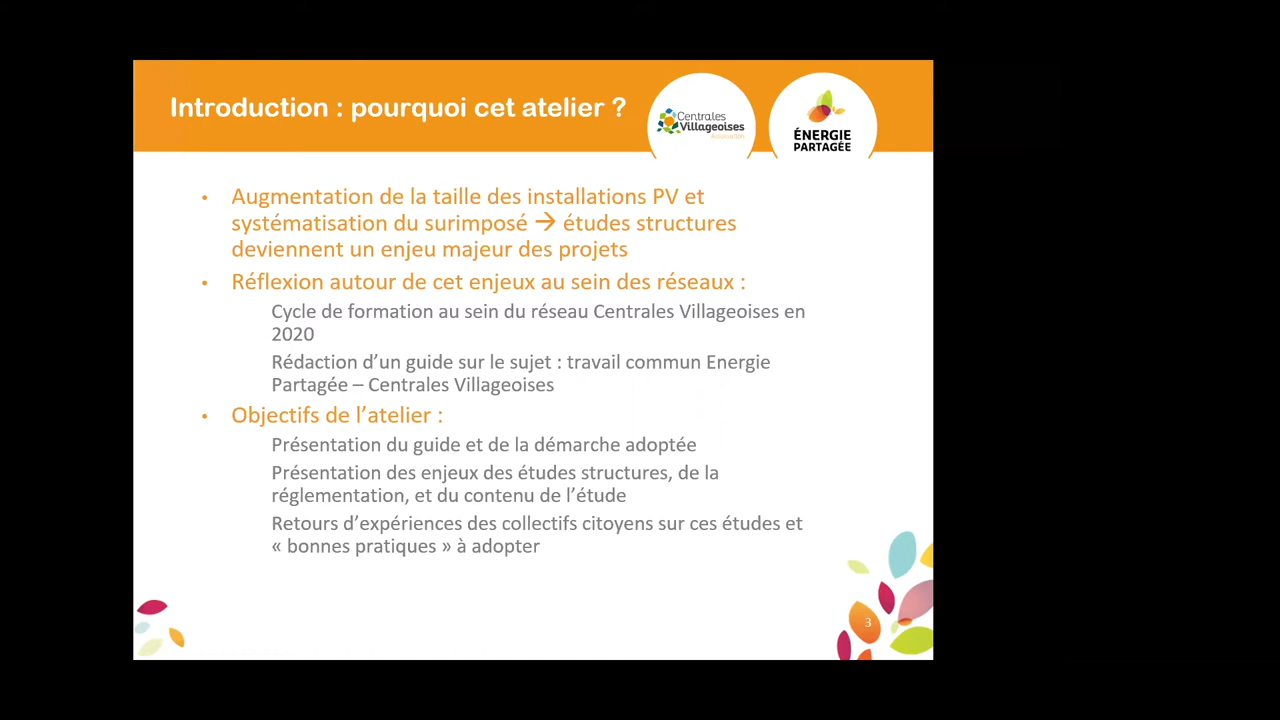 Introduction : pourquoi cet atelier ?
Centrales
Villageoises
Association
ÉNERGIE
PARTAGÉE
• Augmentation de la taille des installations PV et
systématisation du surimposé → études structures
deviennent un enjeu majeur des projets
• Réflexion autour de cet enjeux au sein des réseaux :
Cycle de formation au sein du réseau Centrales Villageoises en
2020
Rédaction d’un guide sur le sujet : travail commun Energie
Partagée – Centrales Villageoises
• Objectifs de l’atelier :
Présentation du guide et de la démarche adoptée
Présentation des enjeux des études structures, de la
réglementation, et du contenu de l’étude
Retours d’expériences des collectifs citoyens sur ces études et
« bonnes pratiques » à adopter
3